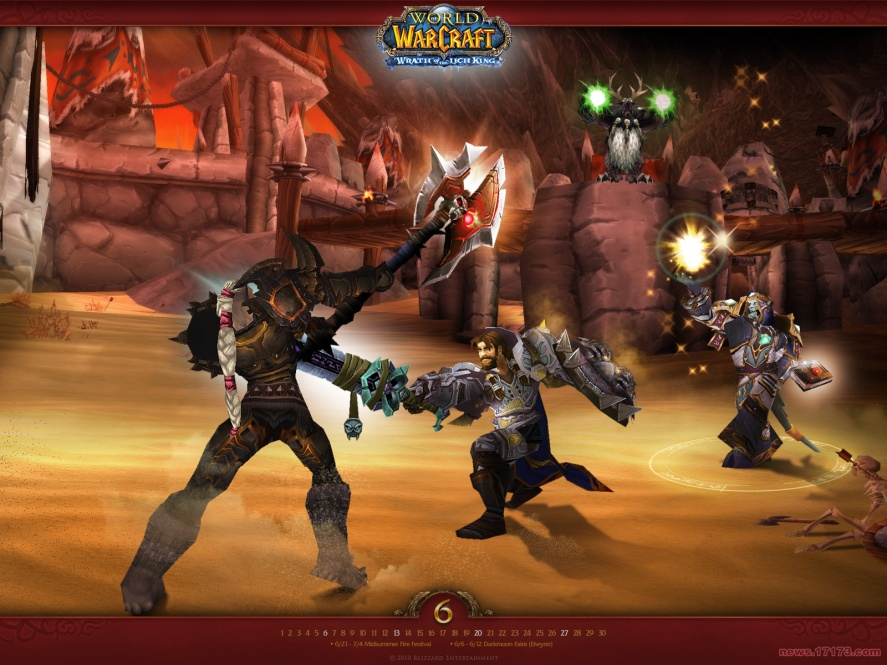 WORLD
OF
WARCRAFT
WRATH OF THE LICH KING
6
1 2 3 4 5 6 7 8 9 10 11 12 13 14 15 16 17 18 19 20 21 22 23 24 25 26 27 28 29 30
• 6/21 - 7/4 Midsummer Fire Festival • 6/6 - 6/12 Darkmoon Faire (Elwynn)
© 2010 BLIZZARD ENTERTAINMENT
news.17173.com